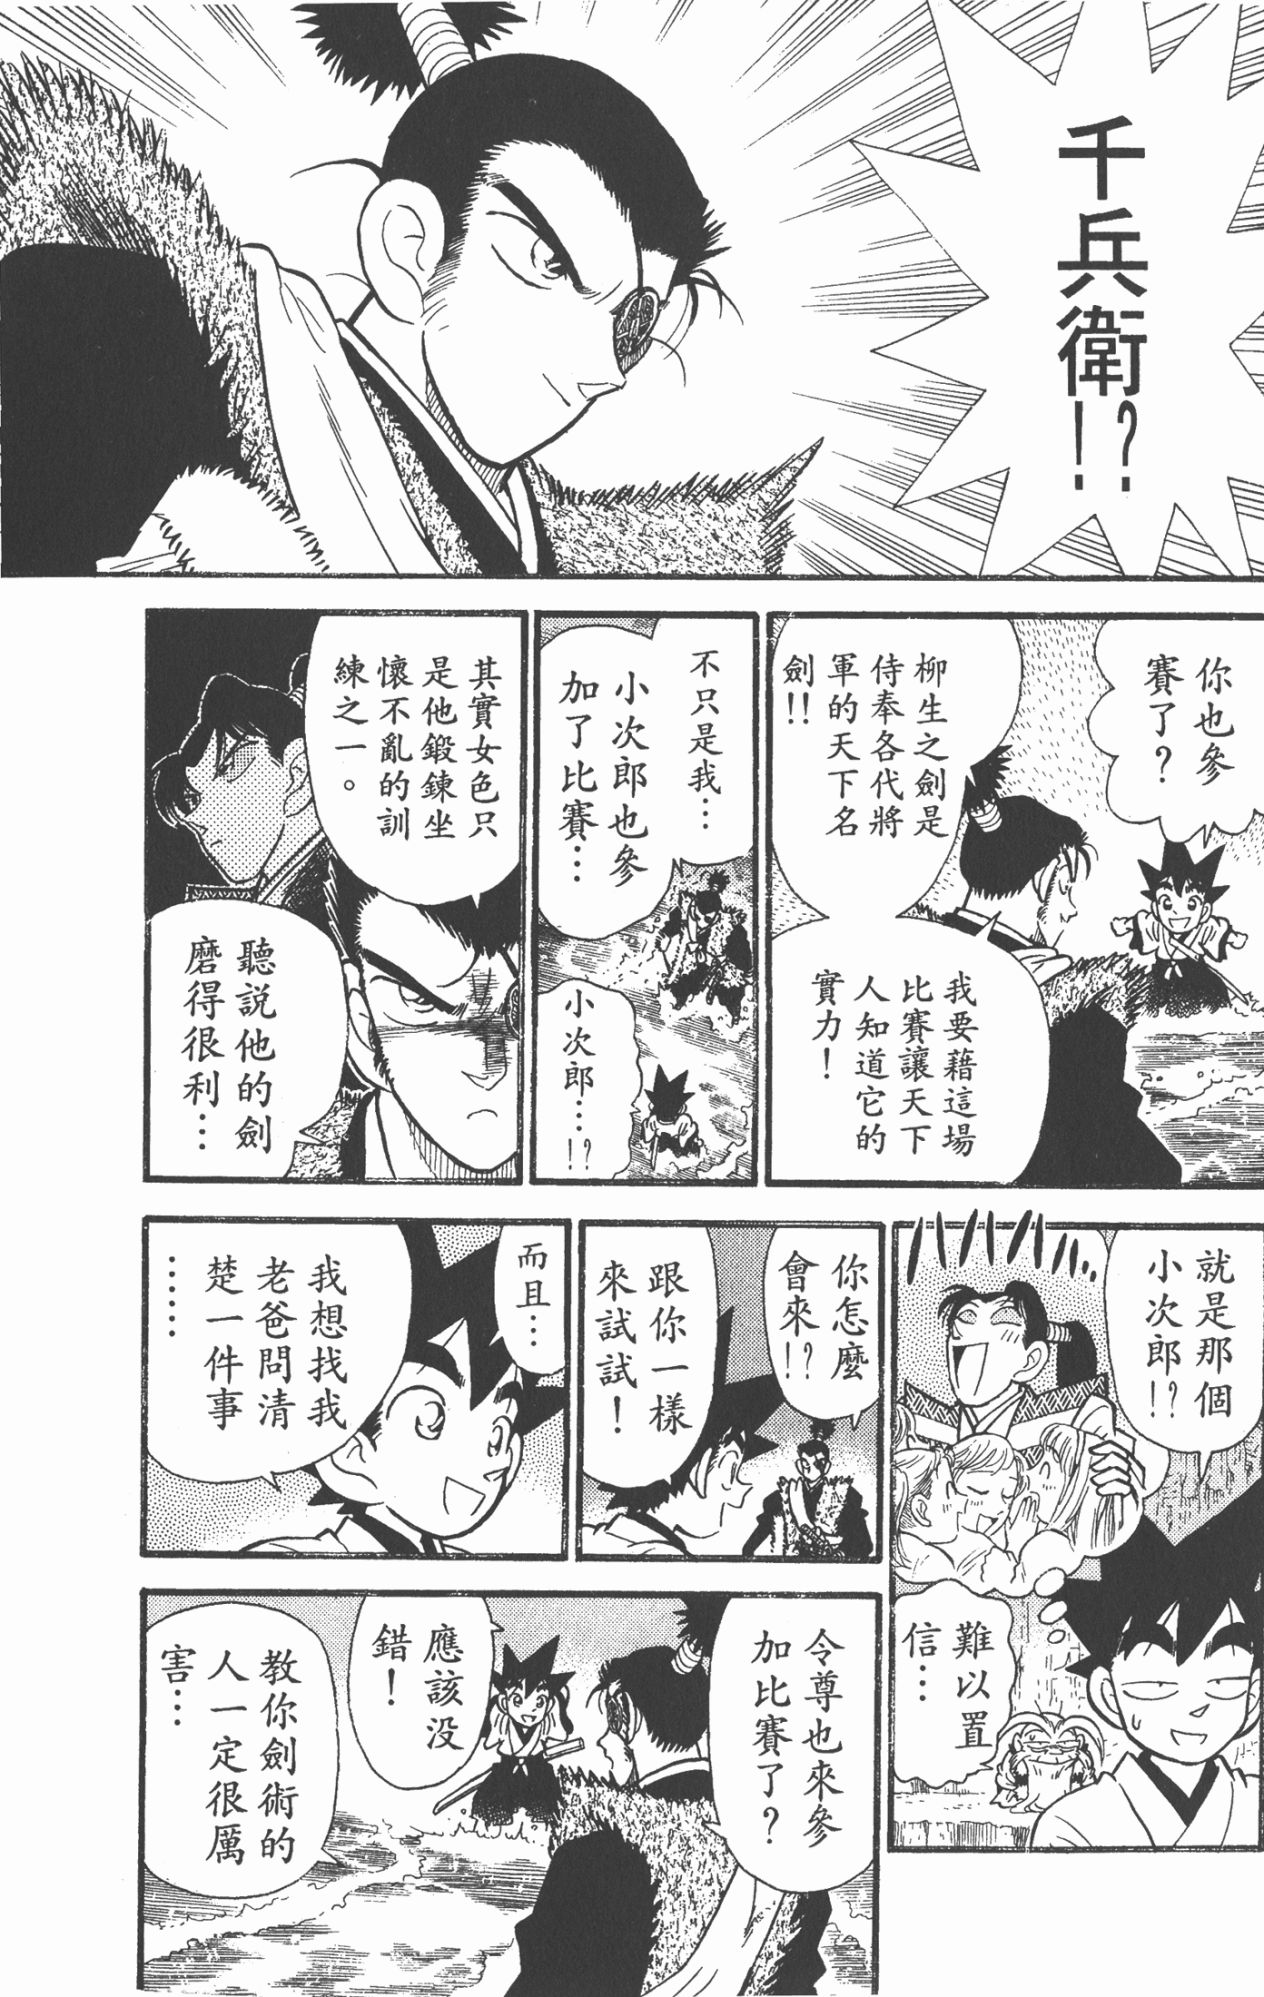 千兵衛!?
你也參
賽了?
柳生之劍是
侍奉各代將
軍的天下名
劍!!
我要藉這場
比賽讓天下
人知道它的
實力!
不只是我…
小次郎也參
加了比賽…
小次郎…!?
其實女色只
是他鍛鍊坐
懷不亂的訓
練之一。
聽說他的劍
磨得很利…
就是那個
小次郎!?
ハハハハハ
難以置
信…
你怎麼
會來!?
跟你一樣
來試試!
而且…
我想找我
老爸問清
楚一件事
……
令尊也來參
加比賽了?
應該没
錯!
教你劍術的
人一定很厲
害…